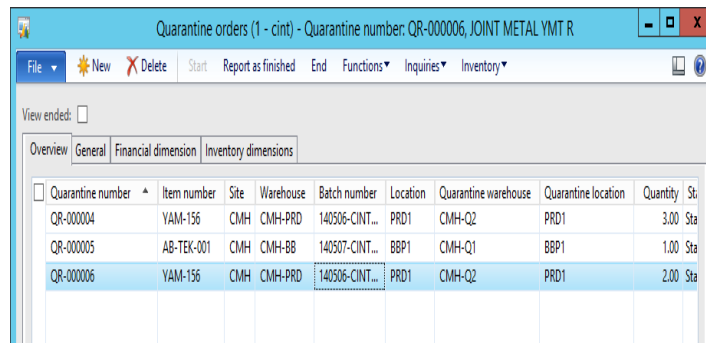 Quarantine orders (1 - cint) - Quarantine number: QR-000006, JOINT METAL YMT R
File New Delete Start Report as finished End Functions Inquiries Inventory
View ended:
Overview General Financial dimension Inventory dimensions
Quarantine number Item number Site Warehouse Batch number Location Quarantine warehouse Quarantine location Quantity Sta
QR-000004 YAM-156 CMH CMH-PRD 140506-CINT... PRD1 CMH-Q2 PRD1 3.00 Sta
QR-000005 AB-TEK-001 CMH CMH-BB 140507-CINT... BBP1 CMH-Q1 BBP1 1.00 Sta
QR-000006 YAM-156 CMH CMH-PRD 140506-CINT... PRD1 CMH-Q2 PRD1 2.00 Sta